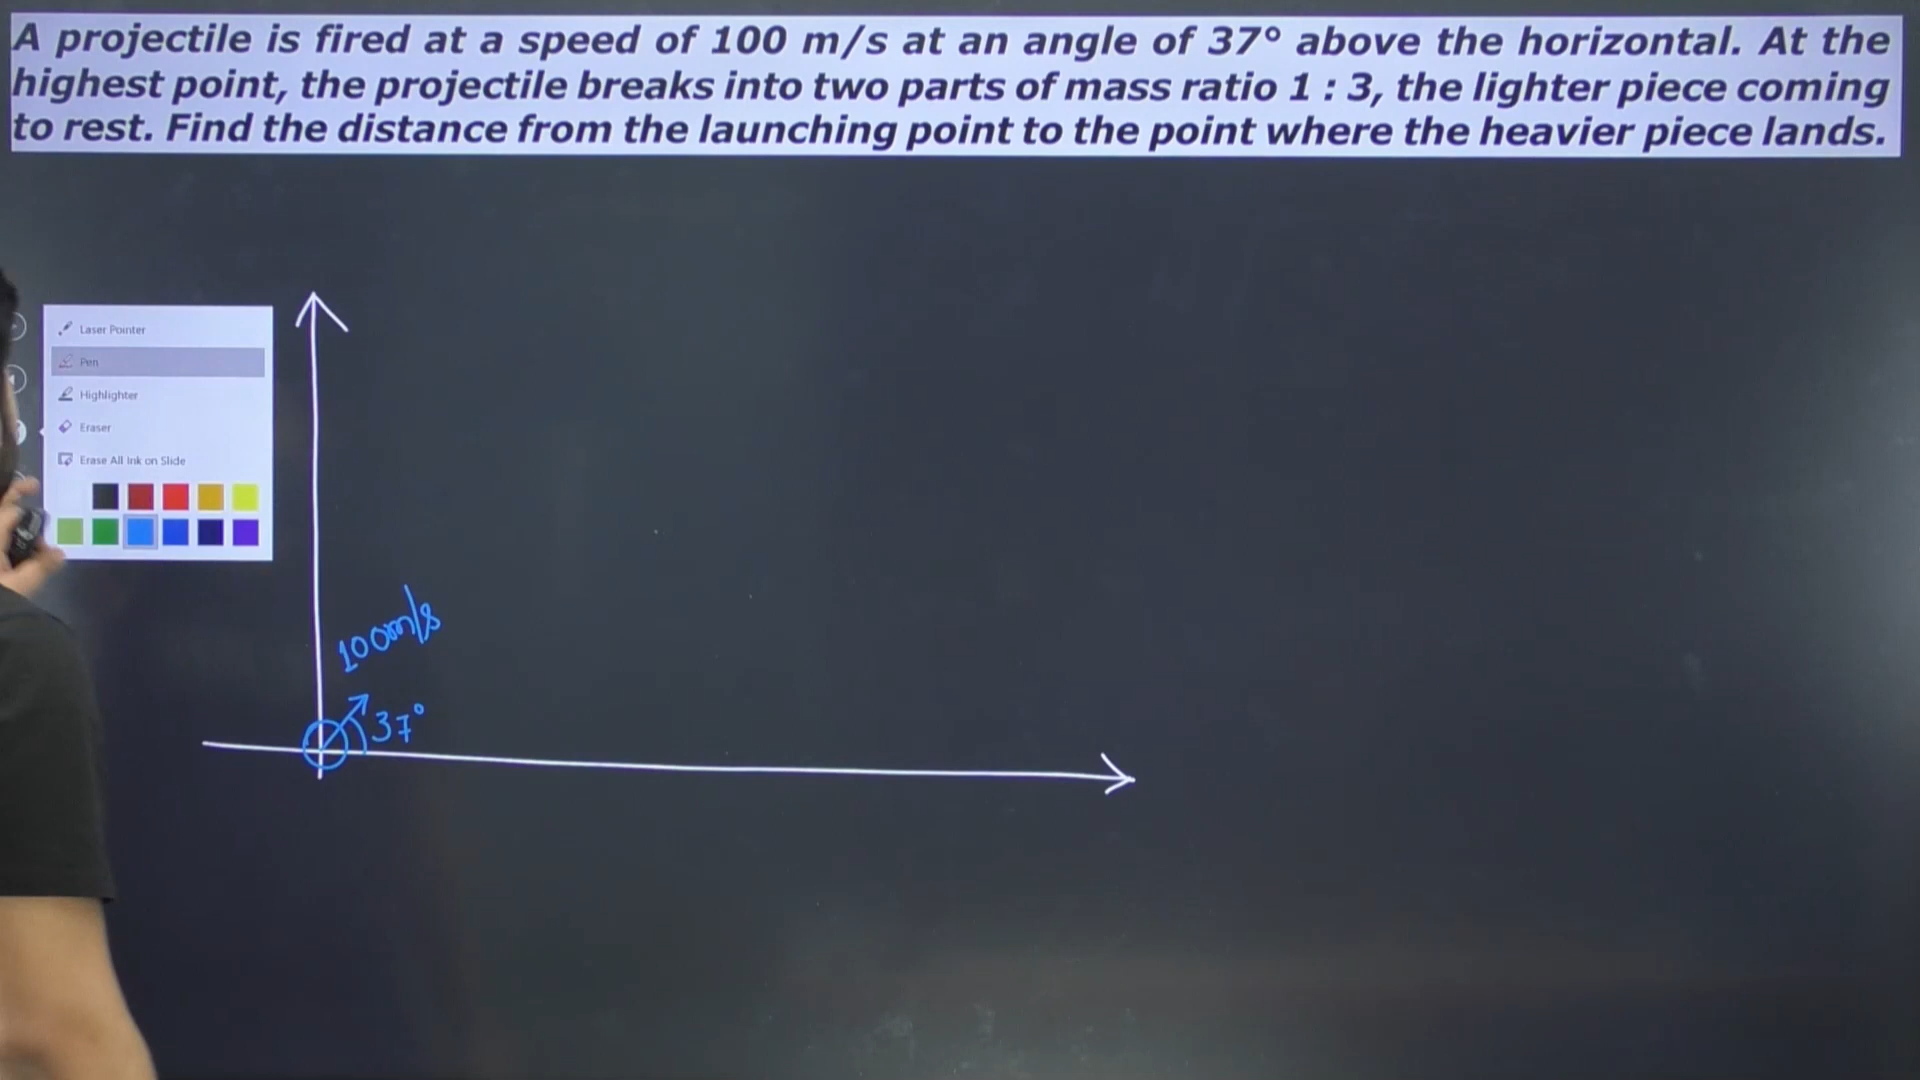 A projectile is fired at a speed of 100 m/s at an angle of 37° above the horizontal. At the
highest point, the projectile breaks into two parts of mass ratio 1 : 3, the lighter piece coming
to rest. Find the distance from the launching point to the point where the heavier piece lands.
Laser Pointer
Pen
Highlighter
Eraser
Erase All Ink on Slide
100m/s
37°